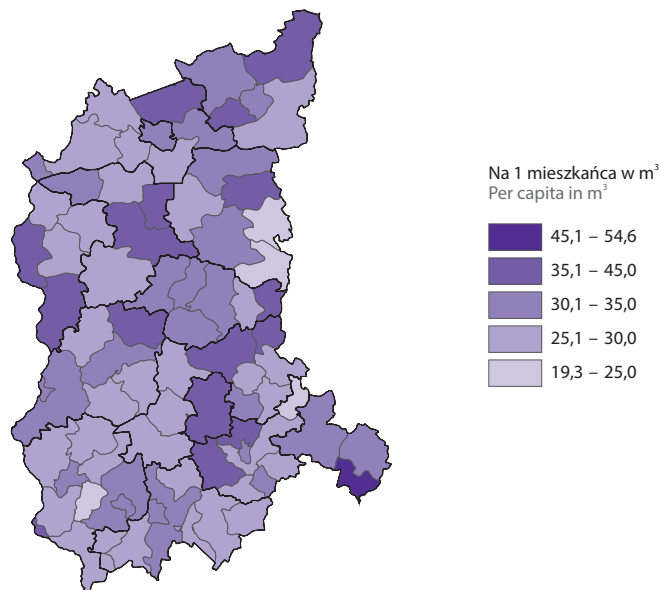 Na 1 mieszkańca w m³
Per capita in m³
45,1 – 54,6
35,1 – 45,0
30,1 – 35,0
25,1 – 30,0
19,3 – 25,0